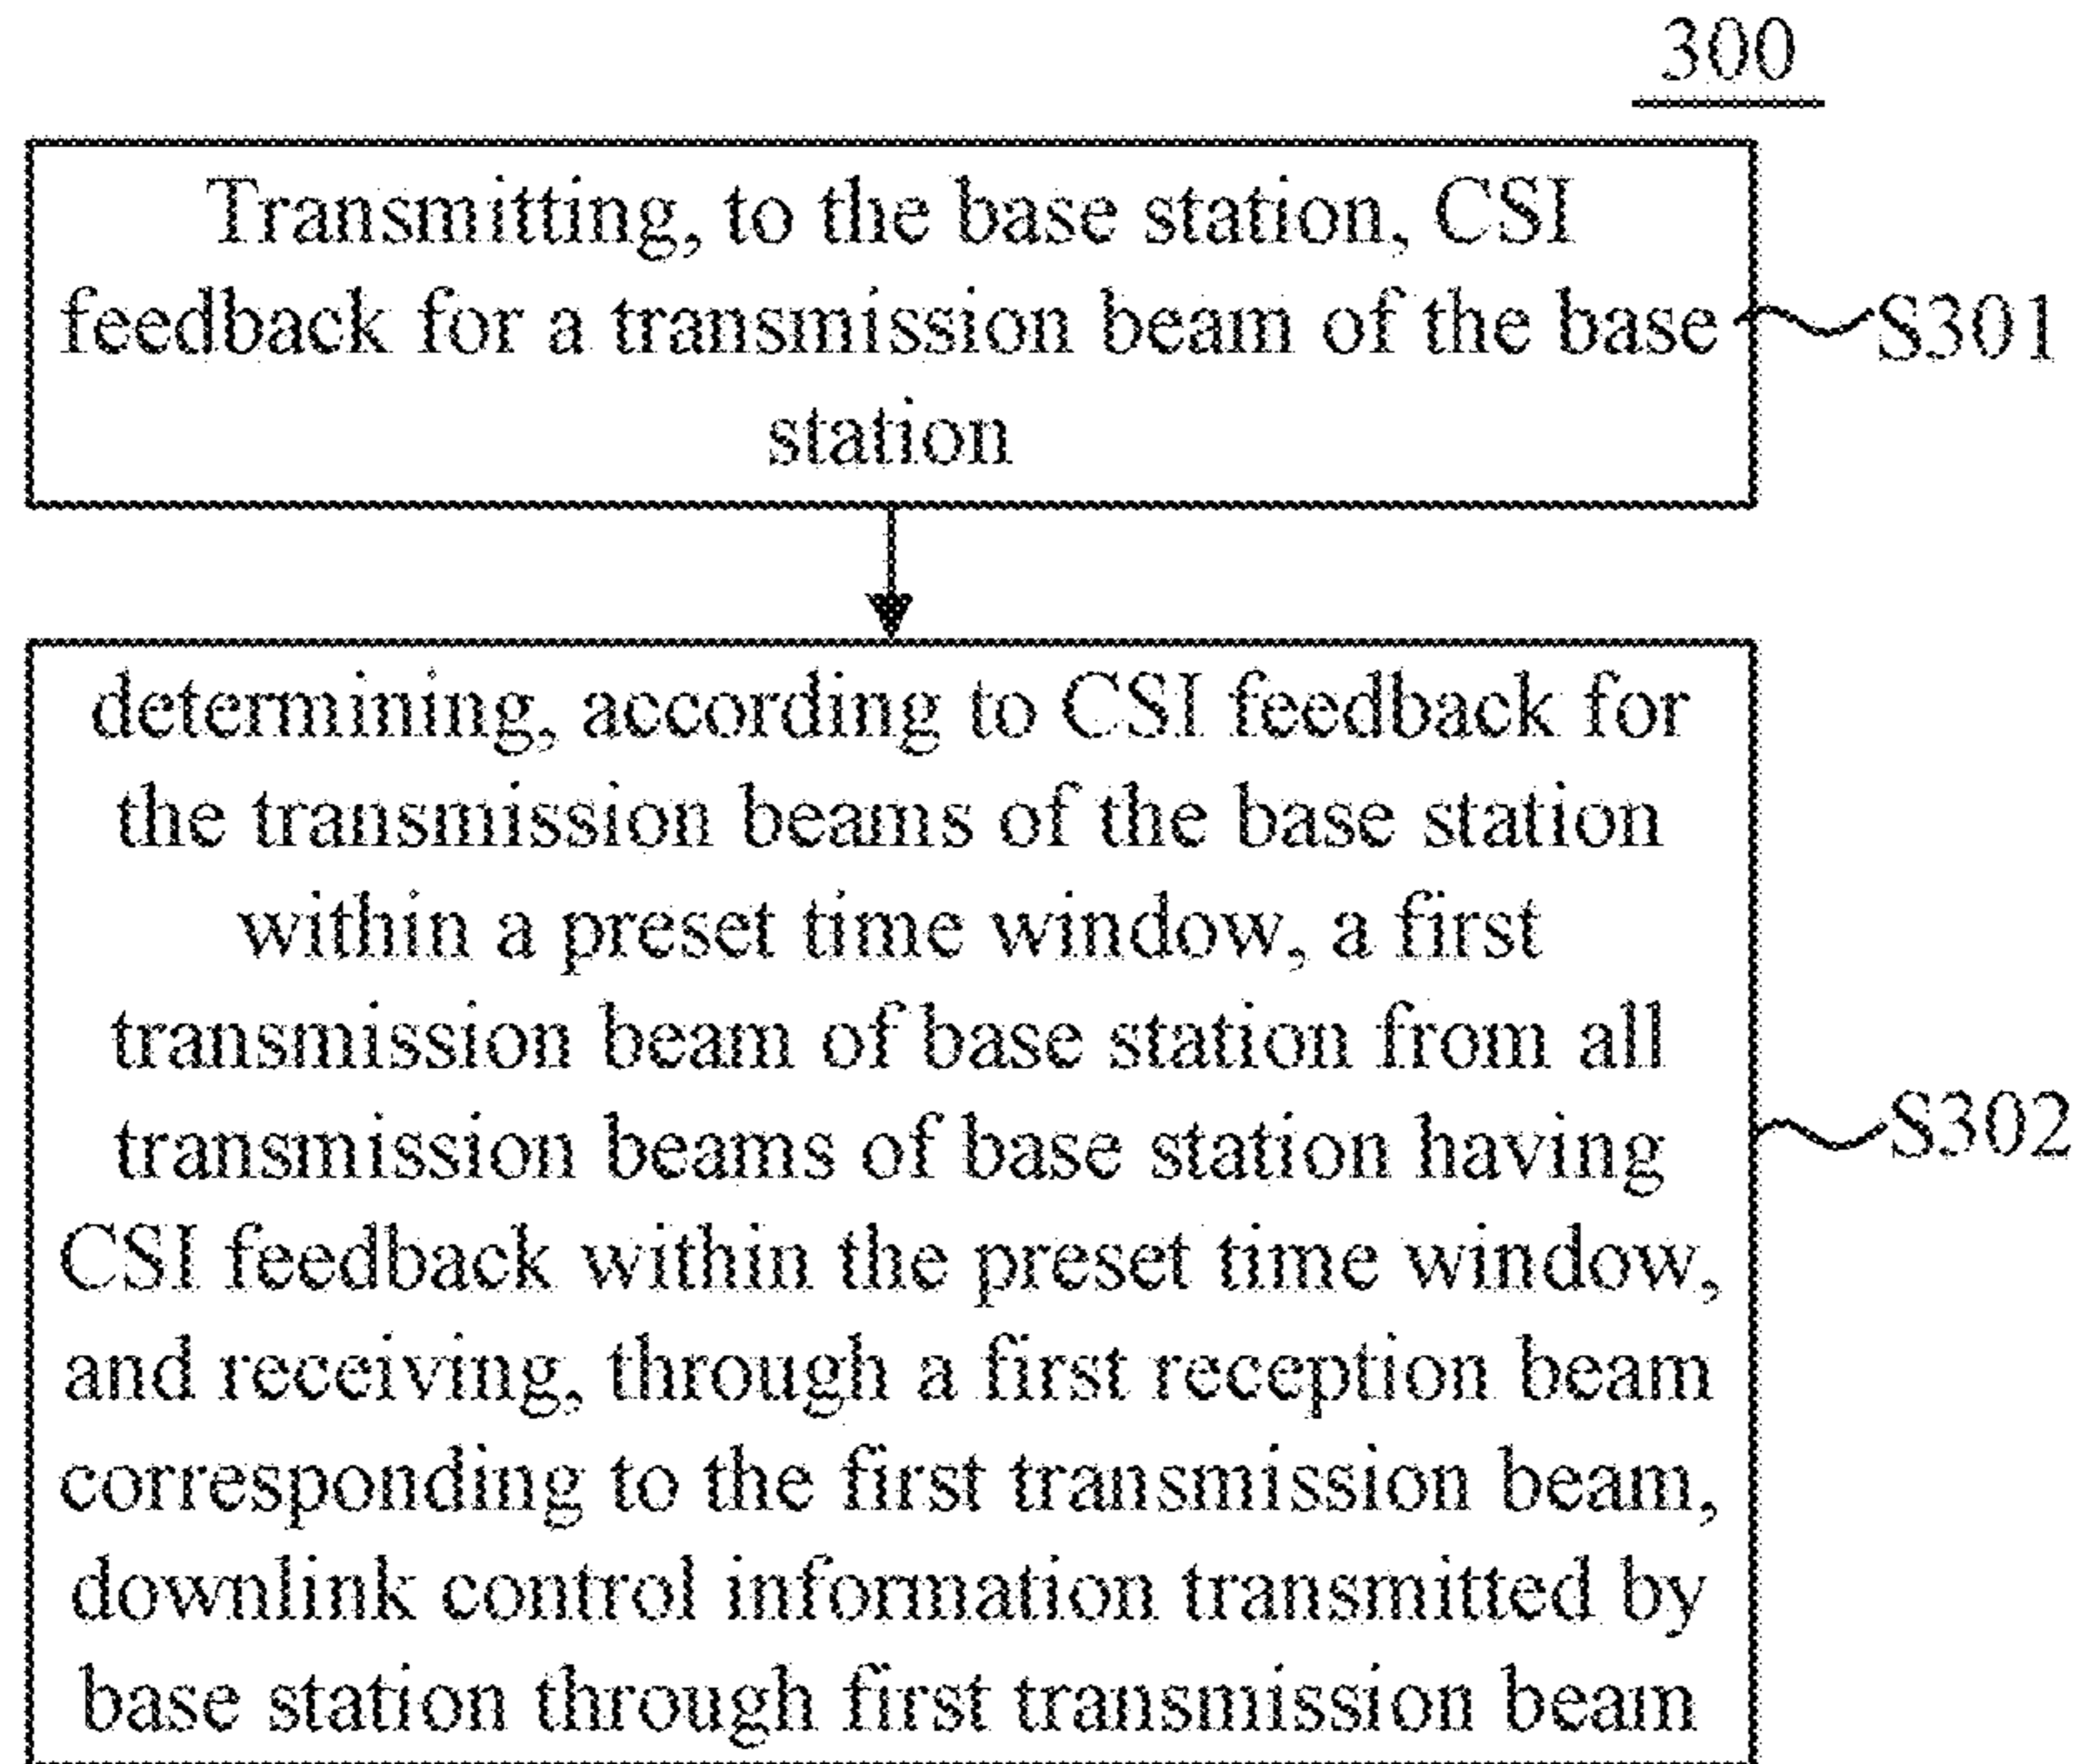 300
Transmitting, to the base station, CSI
feedback for a transmission beam of the base
station
S301
determining, according to CSI feedback for
the transmission beams of the base station
within a preset time window, a first
transmission beam of base station from all
transmission beams of base station having
CSI feedback within the preset time window,
and receiving, through a first reception beam
corresponding to the first transmission beam,
downlink control information transmitted by
base station through first transmission beam
S302